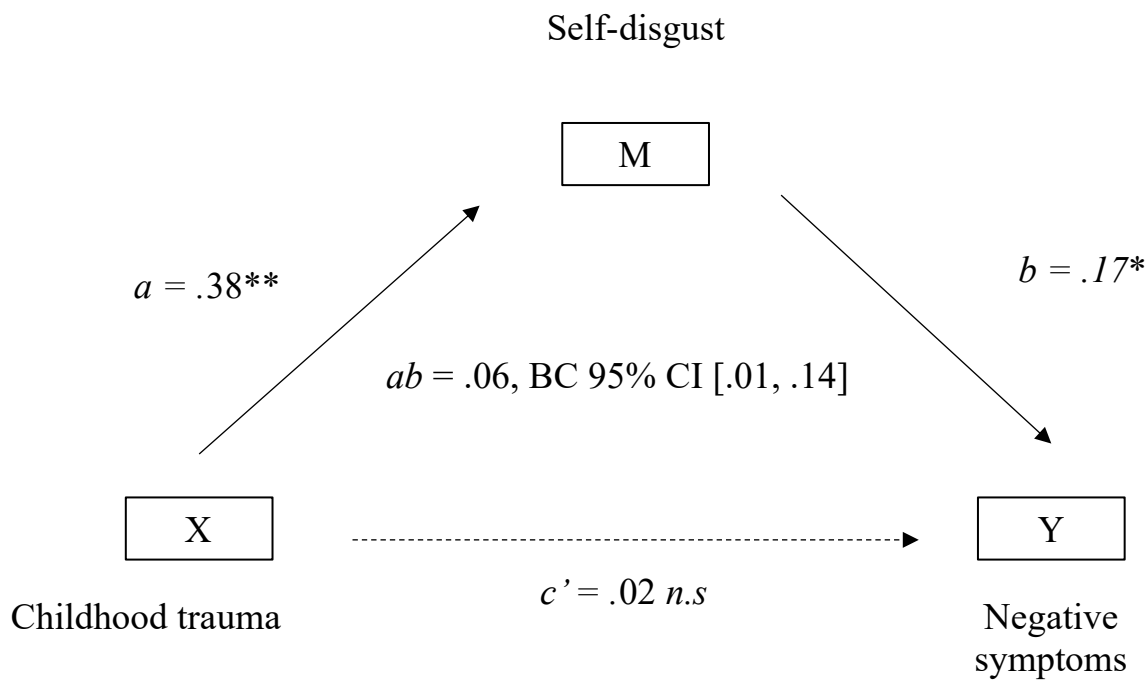 Self-disgust
M
a = .38**
b = .17*
ab = .06, BC 95% CI [.01, .14]
X
Y
c’ = .02 n.s
Childhood trauma
Negative
symptoms